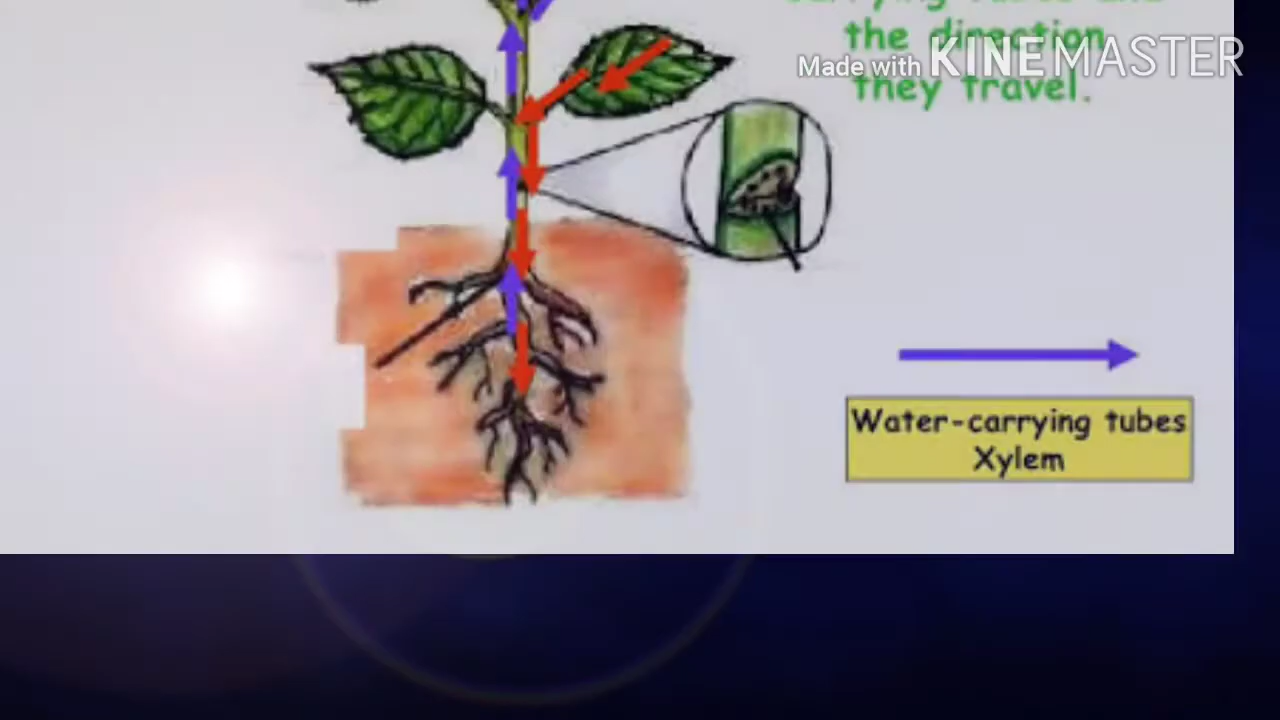 the direction
Made with KINEMASTER
they travel.
Water-carrying tubes
Xylem